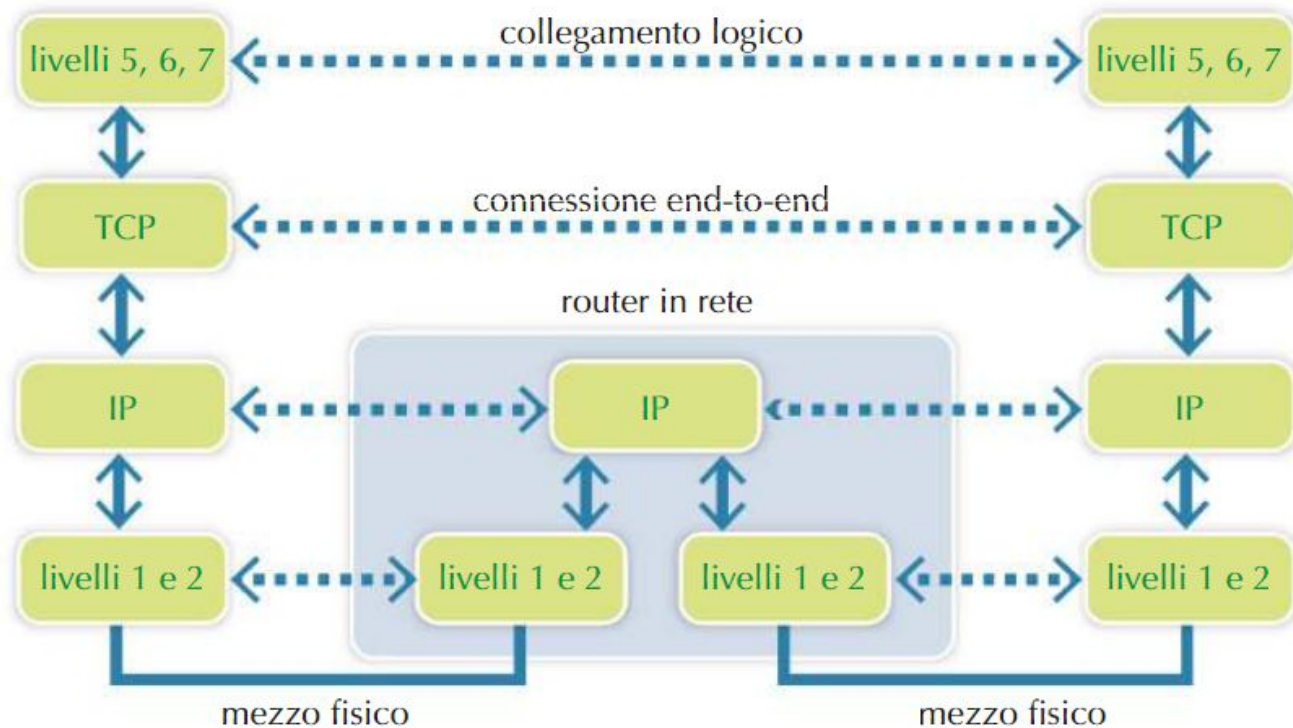 collegamento logico
livelli 5, 6, 7
livelli 5, 6, 7
connessione end-to-end
TCP
TCP
router in rete
IP
IP
IP
livelli 1 e 2
livelli 1 e 2
livelli 1 e 2
livelli 1 e 2
mezzo fisico
mezzo fisico